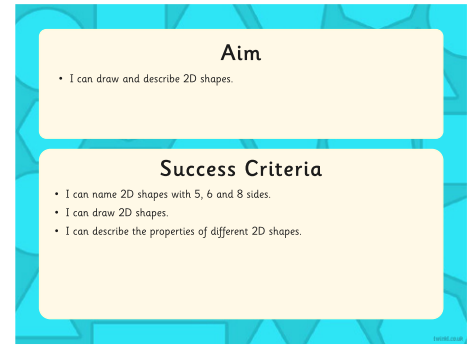 Aim
• I can draw and describe 2D shapes.
Success Criteria
• I can name 2D shapes with 5, 6 and 8 sides.
• I can draw 2D shapes.
• I can describe the properties of different 2D shapes.